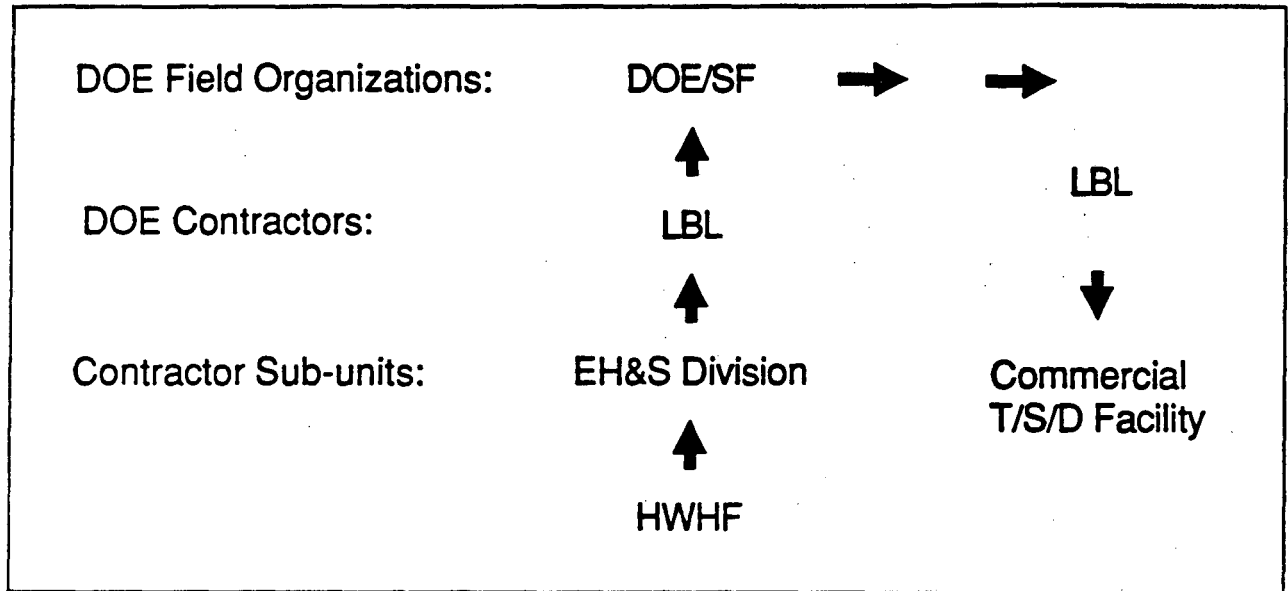 DOE Field Organizations: DOE/SF
LBL
DOE Contractors: LBL
Contractor Sub-units: EH&S Division Commercial
T/S/D Facility
HWHF